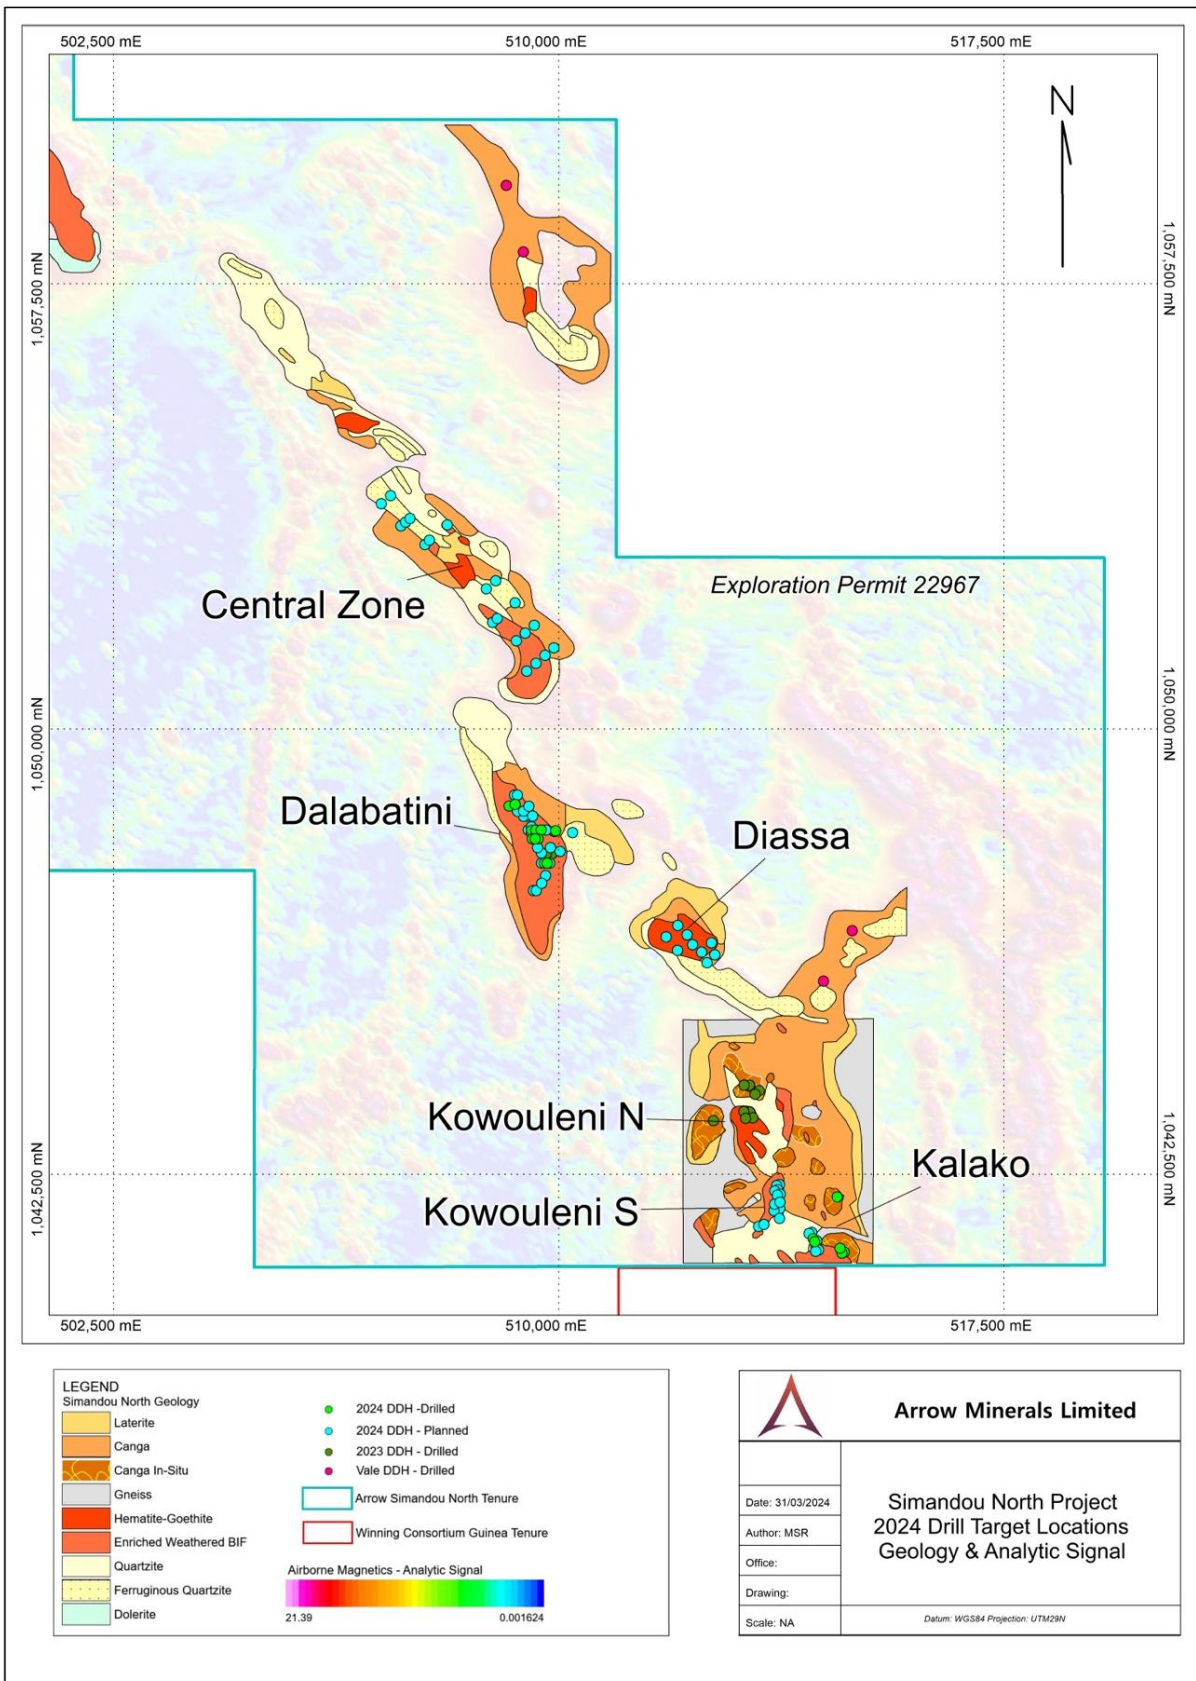 502,500 mE
510,000 mE
517,500 mE
N
1,057,500 mN
1,057,500 mN
Exploration Permit 22967
Central Zone
1,050,000 mN
1,050,000 mN
Dalabatini
Diassa
Kowouleni N
Kalako
1,042,500 mN
1,042,500 mN
Kowouleni S
502,500 mE
510,000 mE
517,500 mE
LEGEND
Simandou North Geology
Laterite
Canga
Canga In-Situ
Gneiss
Hematite-Goethite
Enriched Weathered BIF
Quartzite
Ferruginous Quartzite
Dolerite
2024 DDH -Drilled
2024 DDH - Planned
2023 DDH - Drilled
Vale DDH - Drilled
Arrow Simandou North Tenure
Winning Consortium Guinea Tenure
Airborne Magnetics - Analytic Signal
21.39
0.001624
Arrow Minerals Limited
Date: 31/03/2024
Author: MSR
Office:
Drawing:
Scale: NA
Simandou North Project
2024 Drill Target Locations
Geology & Analytic Signal
Datum: WGS84 Projection: UTM29N